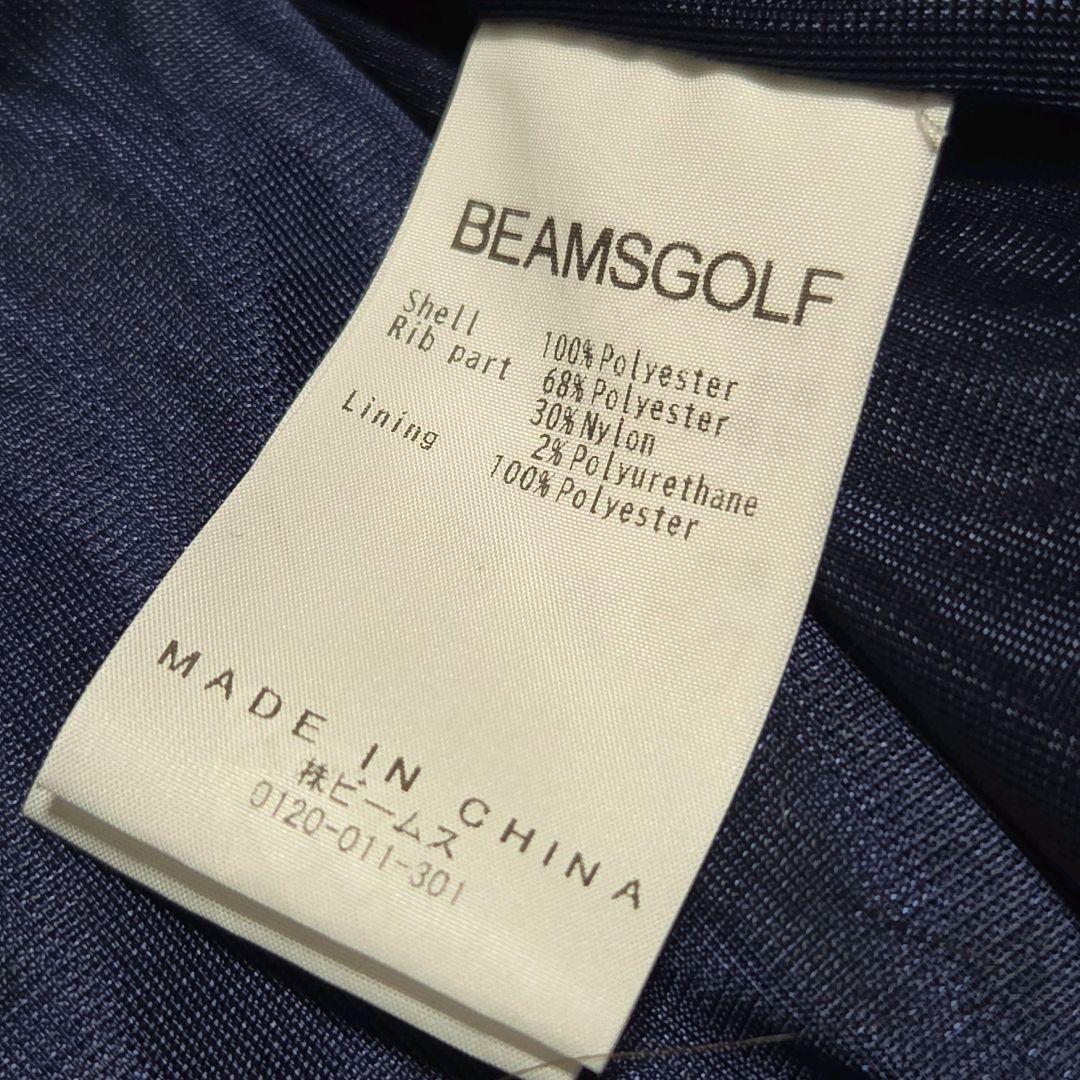 BEAMSGOLF
Shell 100%Polyester
Rib part 68%Polyester
30%Nylon
2%Polyurethane
Lining 100%Polyester
MADE IN CHINA
株ビームス
0120-011-301